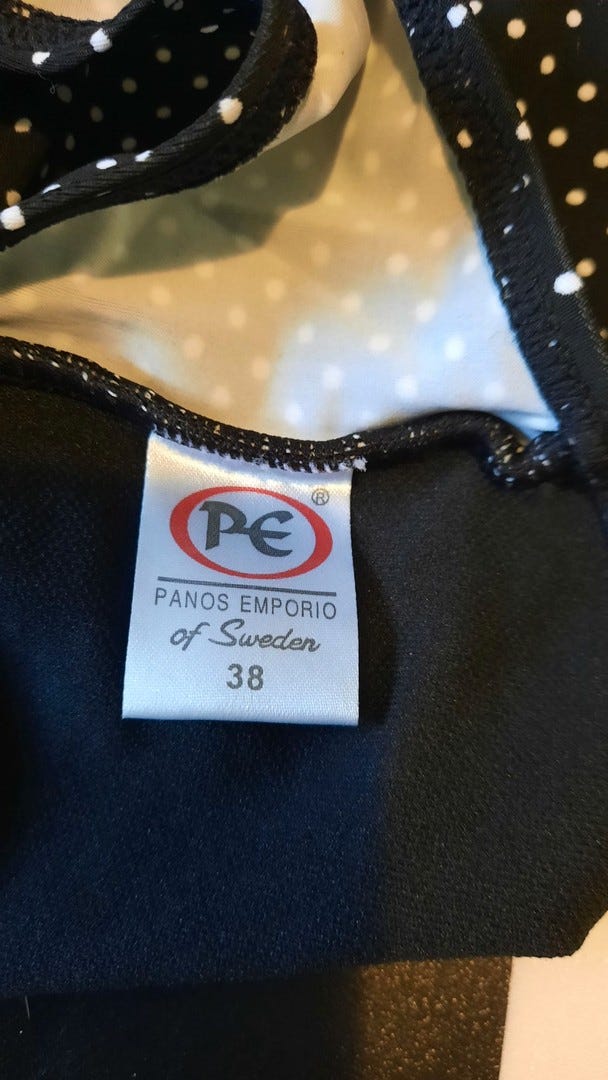 PE ®
PANOS EMPORIO
of Sweden
38